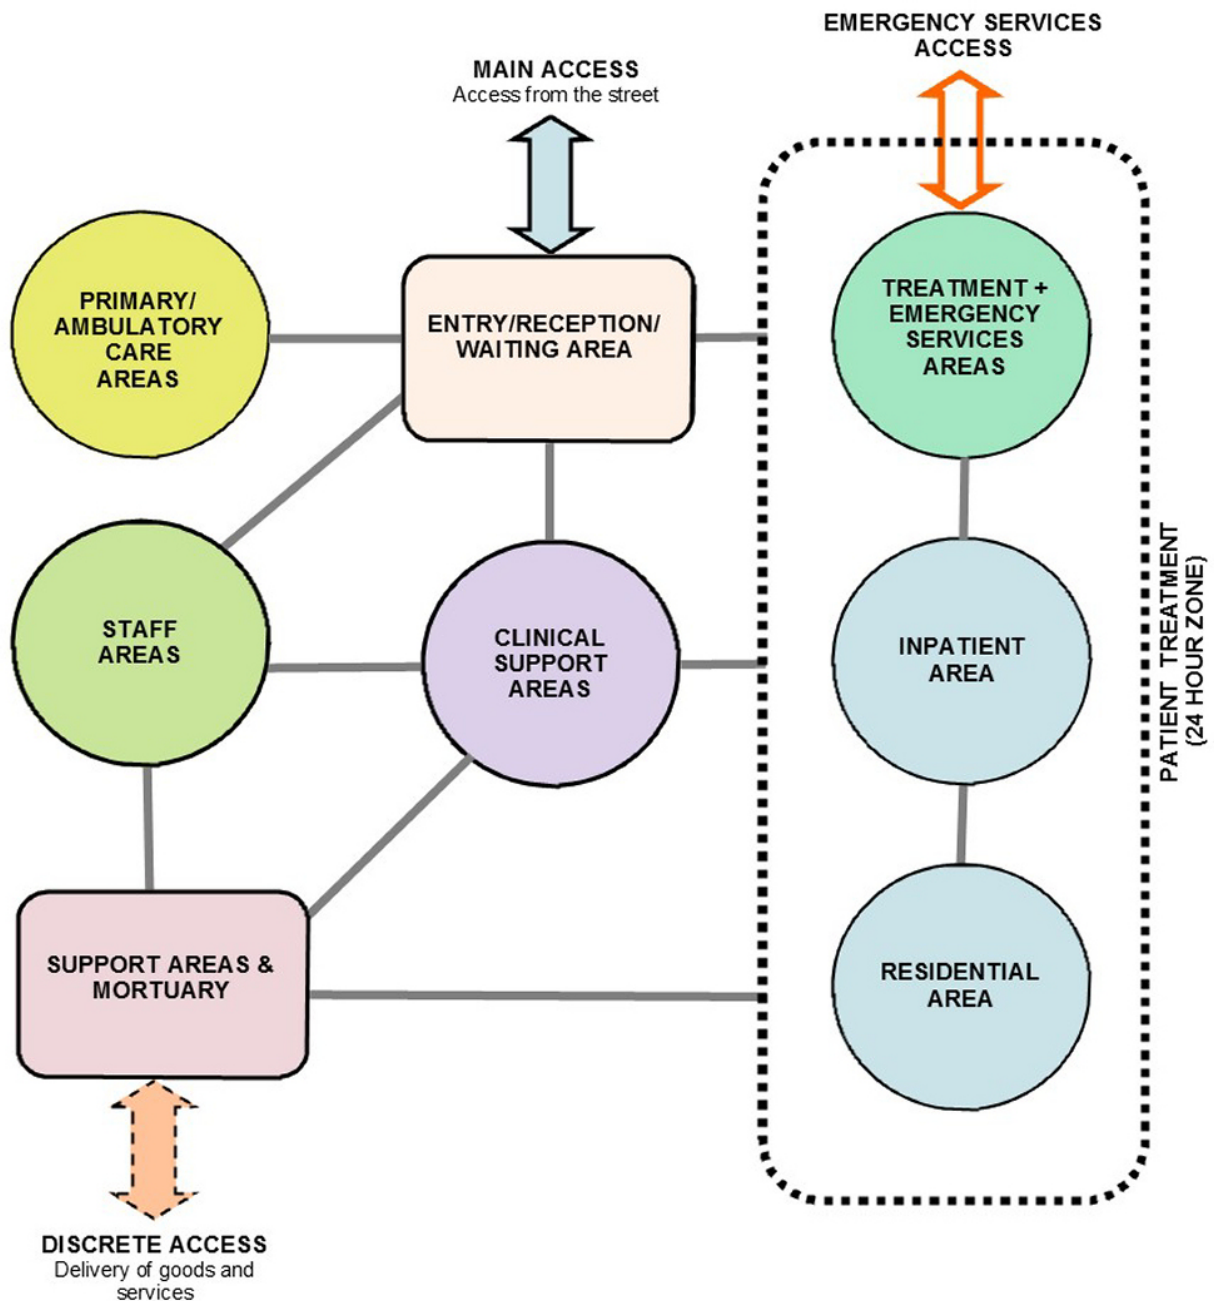 EMERGENCY SERVICES
ACCESS
MAIN ACCESS
Access from the street
PRIMARY/
AMBULATORY
CARE
AREAS
ENTRY/RECEPTION/
WAITING AREA
TREATMENT +
EMERGENCY
SERVICES
AREAS
STAFF
AREAS
CLINICAL
SUPPORT
AREAS
INPATIENT
AREA
PATIENT TREATMENT
(24 HOUR ZONE)
SUPPORT AREAS &
MORTUARY
RESIDENTIAL
AREA
DISCRETE ACCESS
Delivery of goods and
services